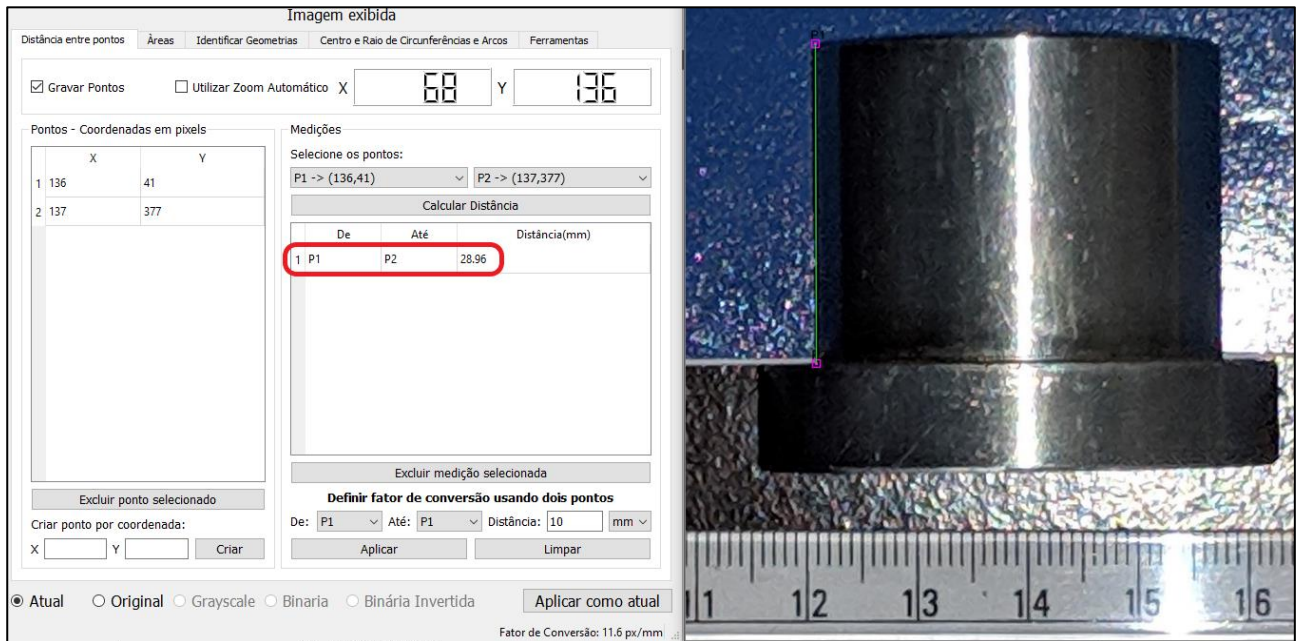 Imagem exibida
Distância entre pontos Àreas Identificar Geometrias Centro e Raio de Circunferências e Arcos Ferramentas
Gravar Pontos Utilizar Zoom Automático X 68 Y 136
Pontos - Coordenadas em pixels
X Y
1 136 41
2 137 377
Excluir ponto selecionado
Criar ponto por coordenada:
X Y Criar
Medições
Selecione os pontos:
P1 -> (136,41) P2 -> (137,377)
Calcular Distância
De Até Distância(mm)
1 P1 P2 28.96
Excluir medição selecionada
Definir fator de conversão usando dois pontos
De: P1 Até: P1 Distância: 10 mm
Aplicar Limpar
Atual Original Grayscale Binaria Binária Invertida Aplicar como atual
Fator de Conversão: 11.6 px/mm
11 12 13 14 15 16